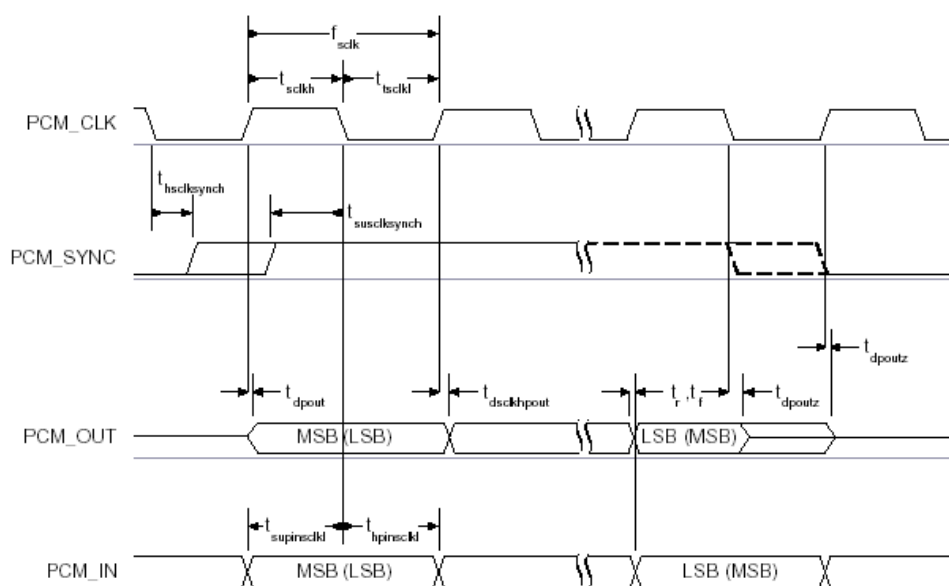 f sclk
t sclkh
t tsclkl
PCM_CLK
t hsclksynch
t susclksynch
PCM_SYNC
t dpoutz
t dpout
t dsclkhpout
t r ,t f
t dpoutz
PCM_OUT
MSB (LSB)
LSB (MSB)
t supinsclkl
t hpinsclkl
PCM_IN
MSB (LSB)
LSB (MSB)